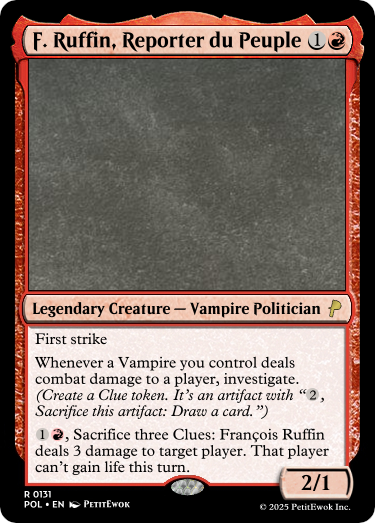 F. Ruffin, Reporter du Peuple 1
Legendary Creature — Vampire Politician
First strike
Whenever a Vampire you control deals
combat damage to a player, investigate.
(Create a Clue token. It's an artifact with “2,
Sacrifice this artifact: Draw a card.”)
1, Sacrifice three Clues: François Ruffin
deals 3 damage to target player. That player
can't gain life this turn.
2/1
R 0131
POL • EN PetitEwok
© 2025 PetitEwok Inc.